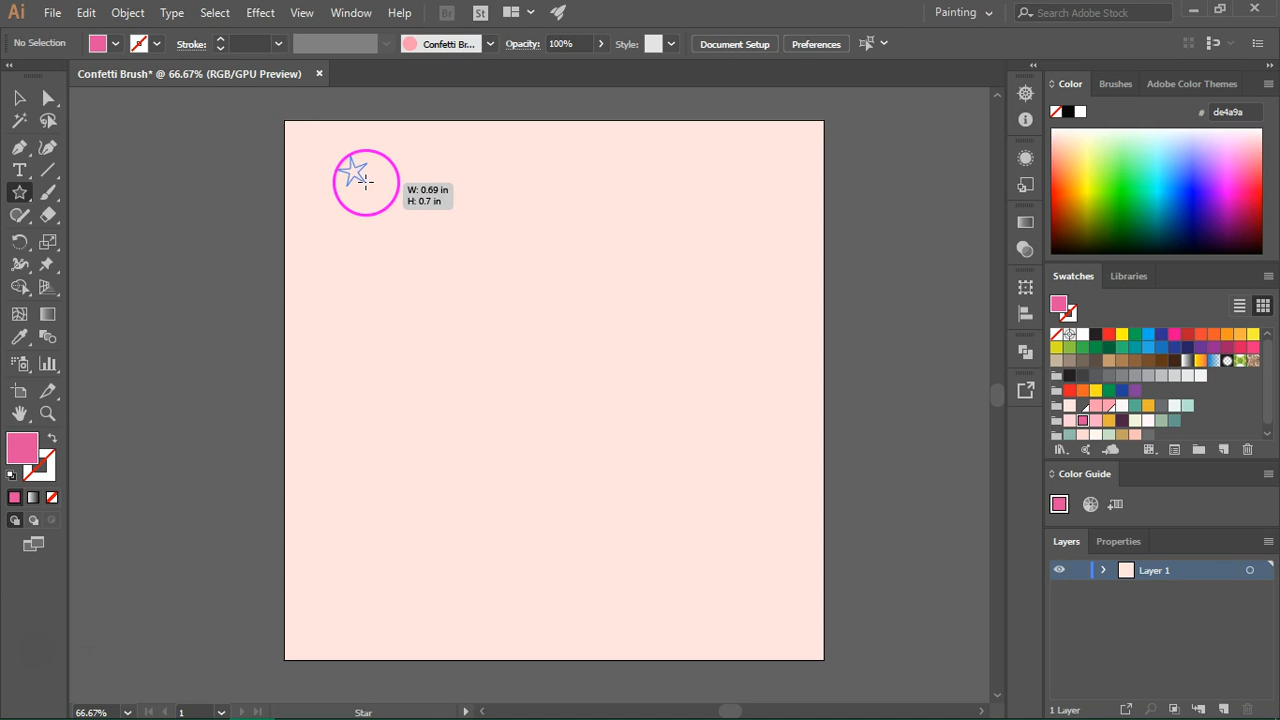 Ai File Edit Object Type Select Effect View Window Help Br St Painting Search Adobe Stock
No Selection Stroke: Confetti Br... Opacity: 100% Style: Document Setup Preferences
Confetti Brush* @ 66.67% (RGB/GPU Preview)
Color Brushes Adobe Color Themes
# de4a9a
W: 0.69 in
H: 0.7 in
Swatches Libraries
Color Guide
Layers Properties
Layer 1
1 Layer
66.67% 1 Star